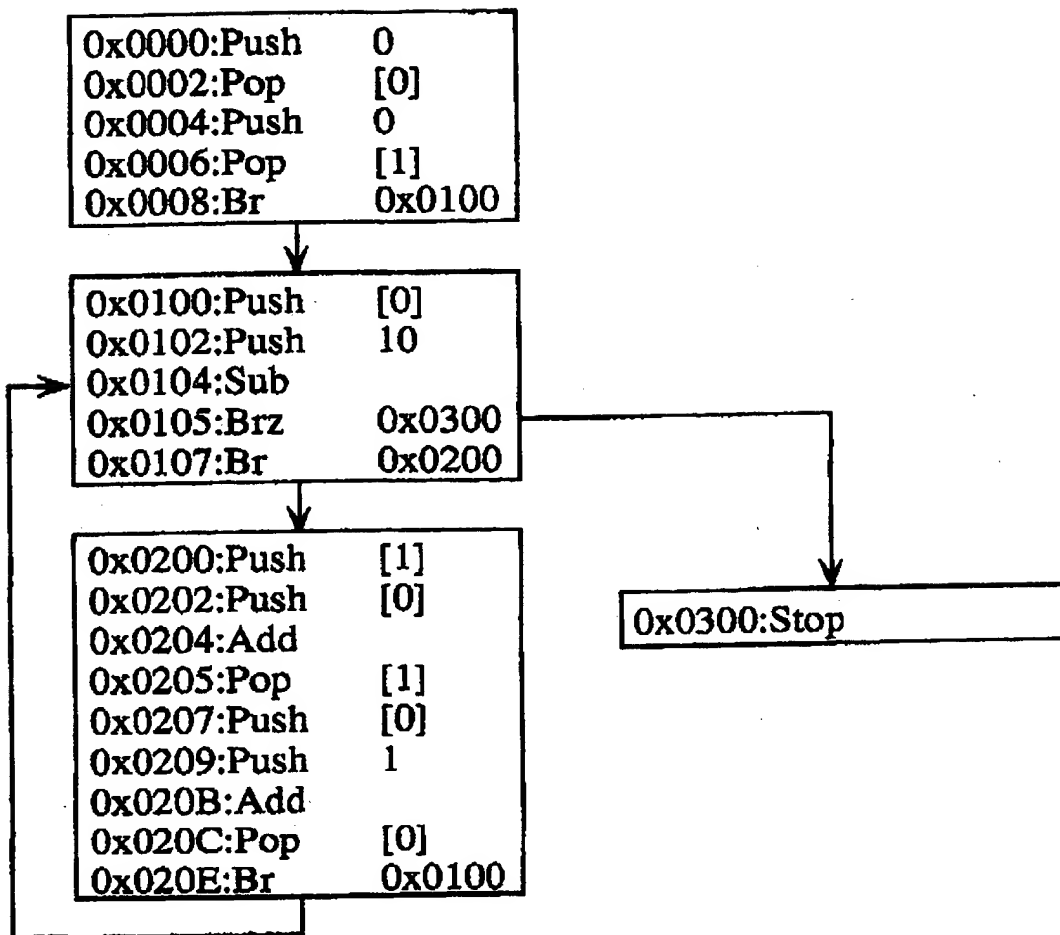 0x0000:Push 0
0x0002:Pop [0]
0x0004:Push 0
0x0006:Pop [1]
0x0008:Br 0x0100
0x0100:Push [0]
0x0102:Push 10
0x0104:Sub
0x0105:Brz 0x0300
0x0107:Br 0x0200
0x0200:Push [1]
0x0202:Push [0]
0x0204:Add
0x0205:Pop [1]
0x0207:Push [0]
0x0209:Push 1
0x020B:Add
0x020C:Pop [0]
0x020E:Br 0x0100
0x0300:Stop